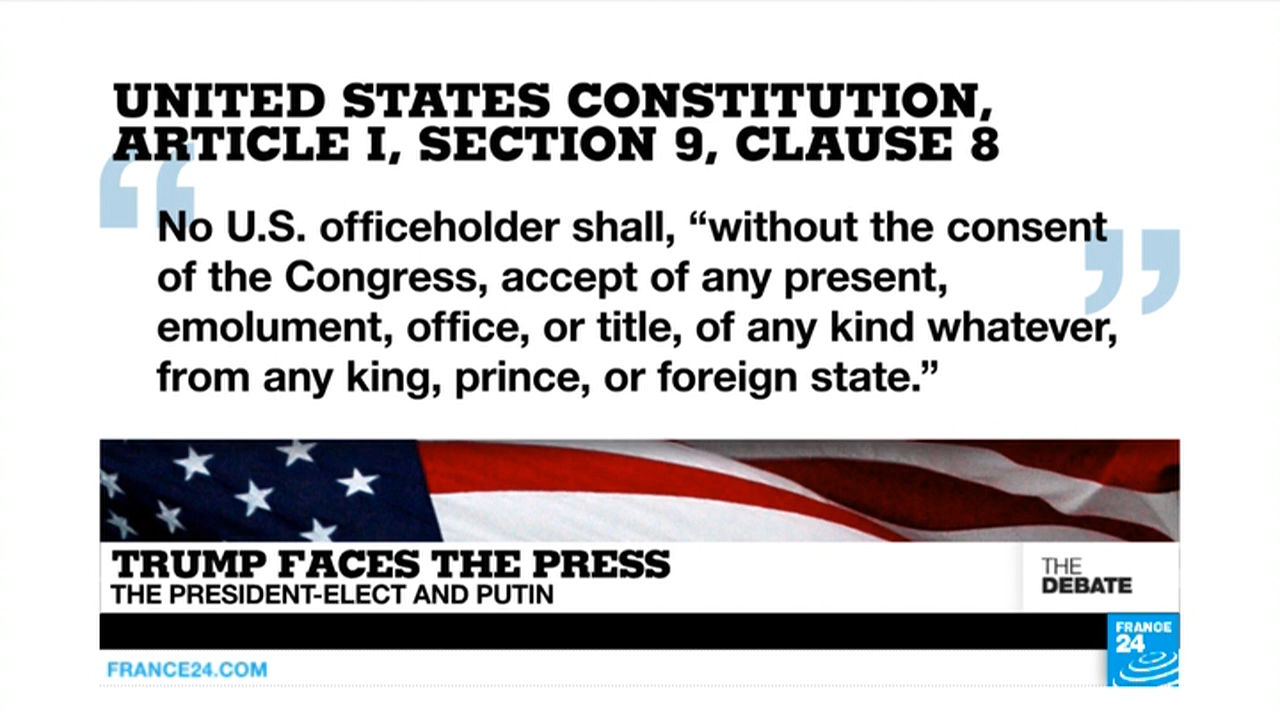 UNITED STATES CONSTITUTION,
ARTICLE I, SECTION 9, CLAUSE 8
“
No U.S. officeholder shall, “without the consent
of the Congress, accept of any present,
emolument, office, or title, of any kind whatever,
from any king, prince, or foreign state.”
”
TRUMP FACES THE PRESS
THE PRESIDENT-ELECT AND PUTIN
THE
DEBATE
FRANCE
24
FRANCE24.COM